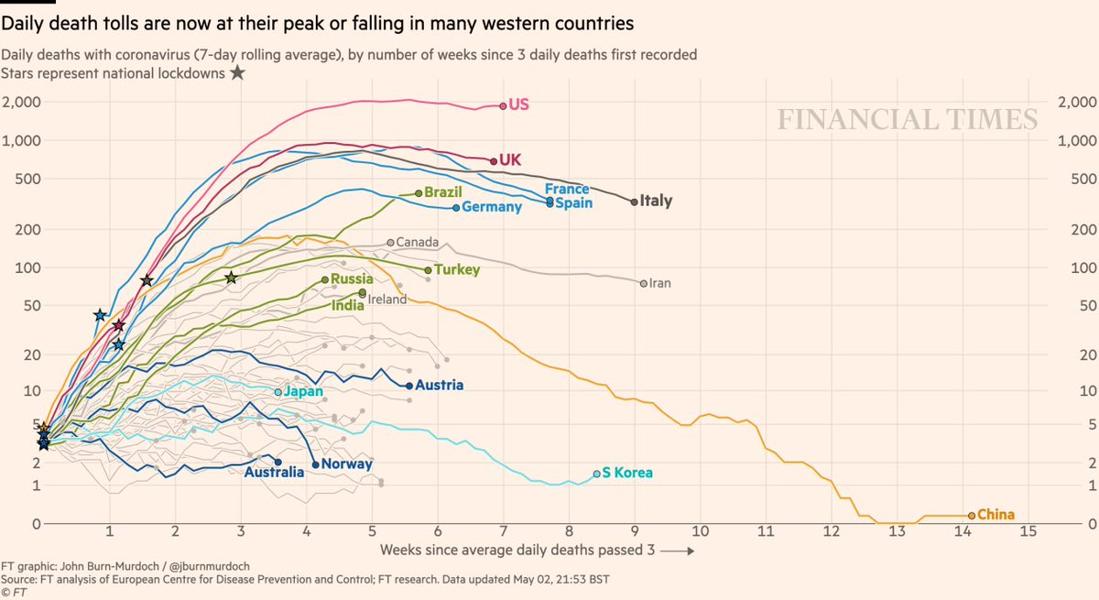 Daily death tolls are now at their peak or falling in many western countries
Daily deaths with coronavirus (7-day rolling average), by number of weeks since 3 daily deaths first recorded
Stars represent national lockdowns ★
FINANCIAL TIMES
2,000 2,000
1,000 1,000
500 500
200 200
100 100
50 50
20 20
10 10
5 5
2 2
1 1
0 0
US
UK
Brazil
France
Germany
Spain
Italy
Canada
Turkey
Russia
Iran
Ireland
India
Austria
Japan
Norway
Australia
S Korea
China
1 2 3 4 5 6 7 8 9 10 11 12 13 14 15
Weeks since average daily deaths passed 3
FT graphic: John Burn-Murdoch / @jburnmurdoch
Source: FT analysis of European Centre for Disease Prevention and Control; FT research. Data updated May 02, 21:53 BST
© FT